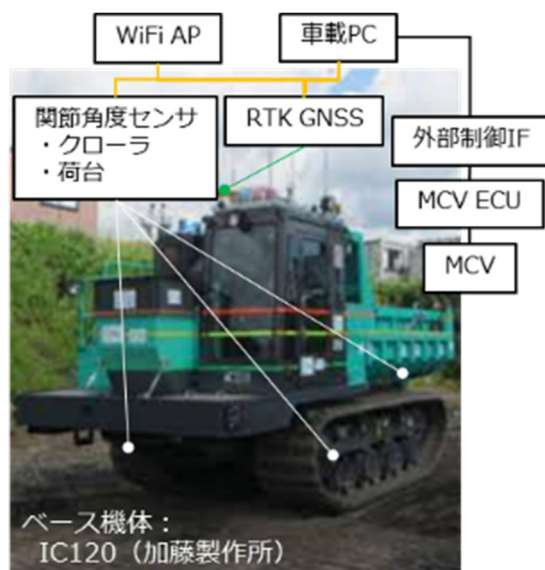 WiFi AP
車載PC
関節角度センサ
・クローラ
・荷台
RTK GNSS
外部制御IF
MCV ECU
MCV
ベース機体：
IC120（加藤製作所）